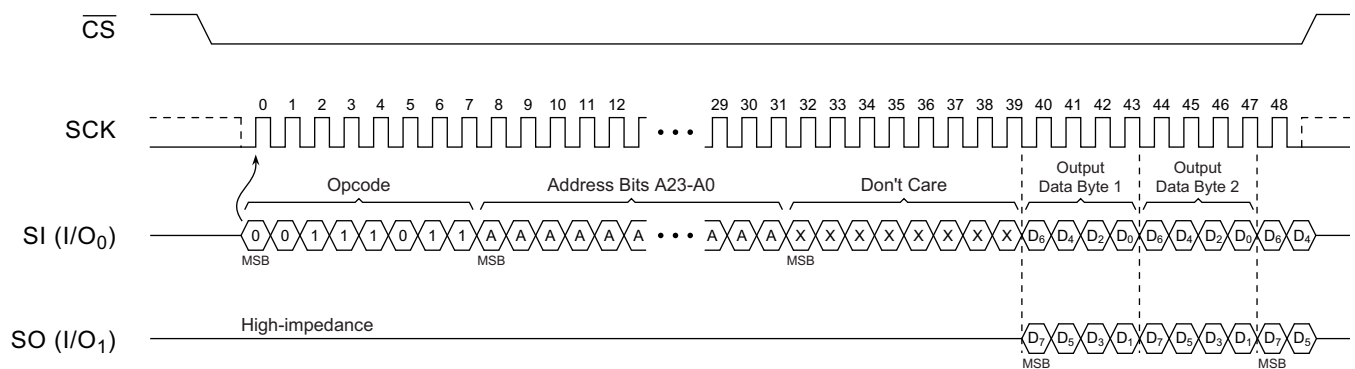 CS
0 1 2 3 4 5 6 7 8 9 10 11 12 29 30 31 32 33 34 35 36 37 38 39 40 41 42 43 44 45 46 47 48
SCK
Opcode Address Bits A23-A0 Don't Care Output Data Byte 1 Output Data Byte 2
SI (I/O₀) 0 0 1 1 1 0 1 1 A A A A A A A A A X X X X X X X X D₆ D₄ D₂ D₀ D₆ D₄ D₂ D₀ D₆ D₄
MSB MSB MSB
High-impedance
SO (I/O₁) D₇ D₅ D₃ D₁ D₇ D₅ D₃ D₁ D₇ D₅
MSB MSB